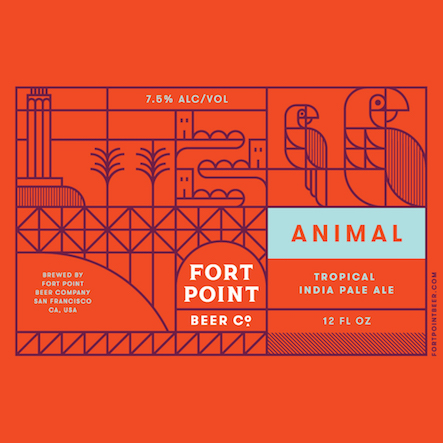 7.5% ALC/VOL
ANIMAL
TROPICAL
INDIA PALE ALE
12 FL OZ
BREWED BY
FORT POINT
BEER COMPANY
SAN FRANCISCO
CA, USA
FORT
POINT
BEER Cº
FORTPOINTBEER.COM